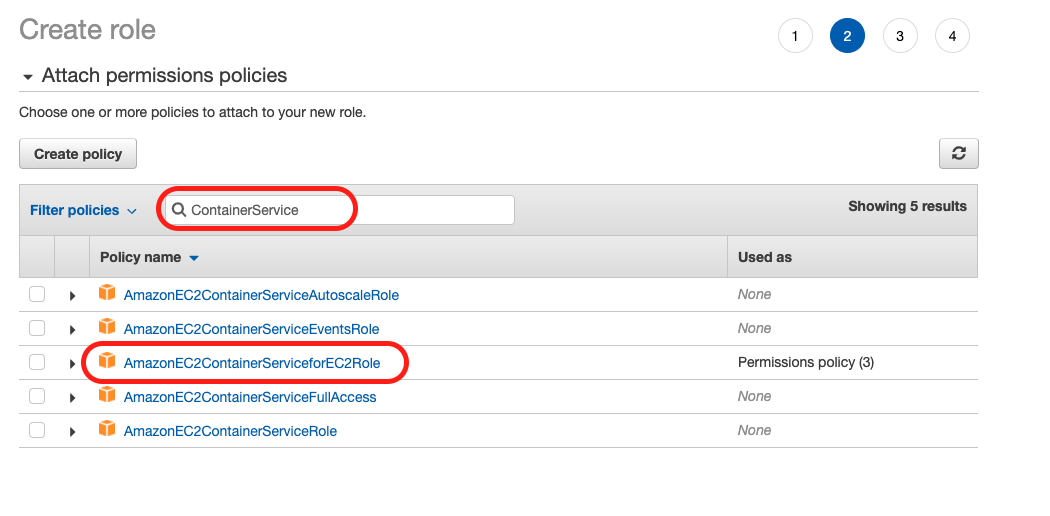 Create role
1 2 3 4
Attach permissions policies
Choose one or more policies to attach to your new role.
Create policy
Filter policies ContainerService Showing 5 results
Policy name Used as
AmazonEC2ContainerServiceAutoscaleRole None
AmazonEC2ContainerServiceEventsRole None
AmazonEC2ContainerServiceforEC2Role Permissions policy (3)
AmazonEC2ContainerServiceFullAccess None
AmazonEC2ContainerServiceRole None